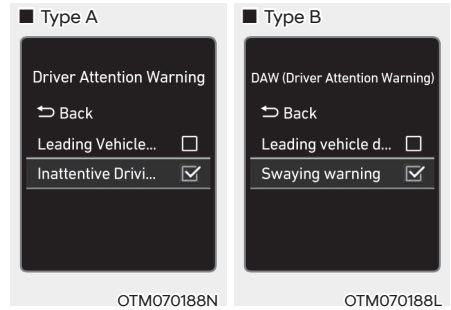 ■ Type A
Driver Attention Warning
Back
Leading Vehicle...
Inattentive Drivi...
OTM070188N
■ Type B
DAW (Driver Attention Warning)
Back
Leading vehicle d...
Swaying warning
OTM070188L